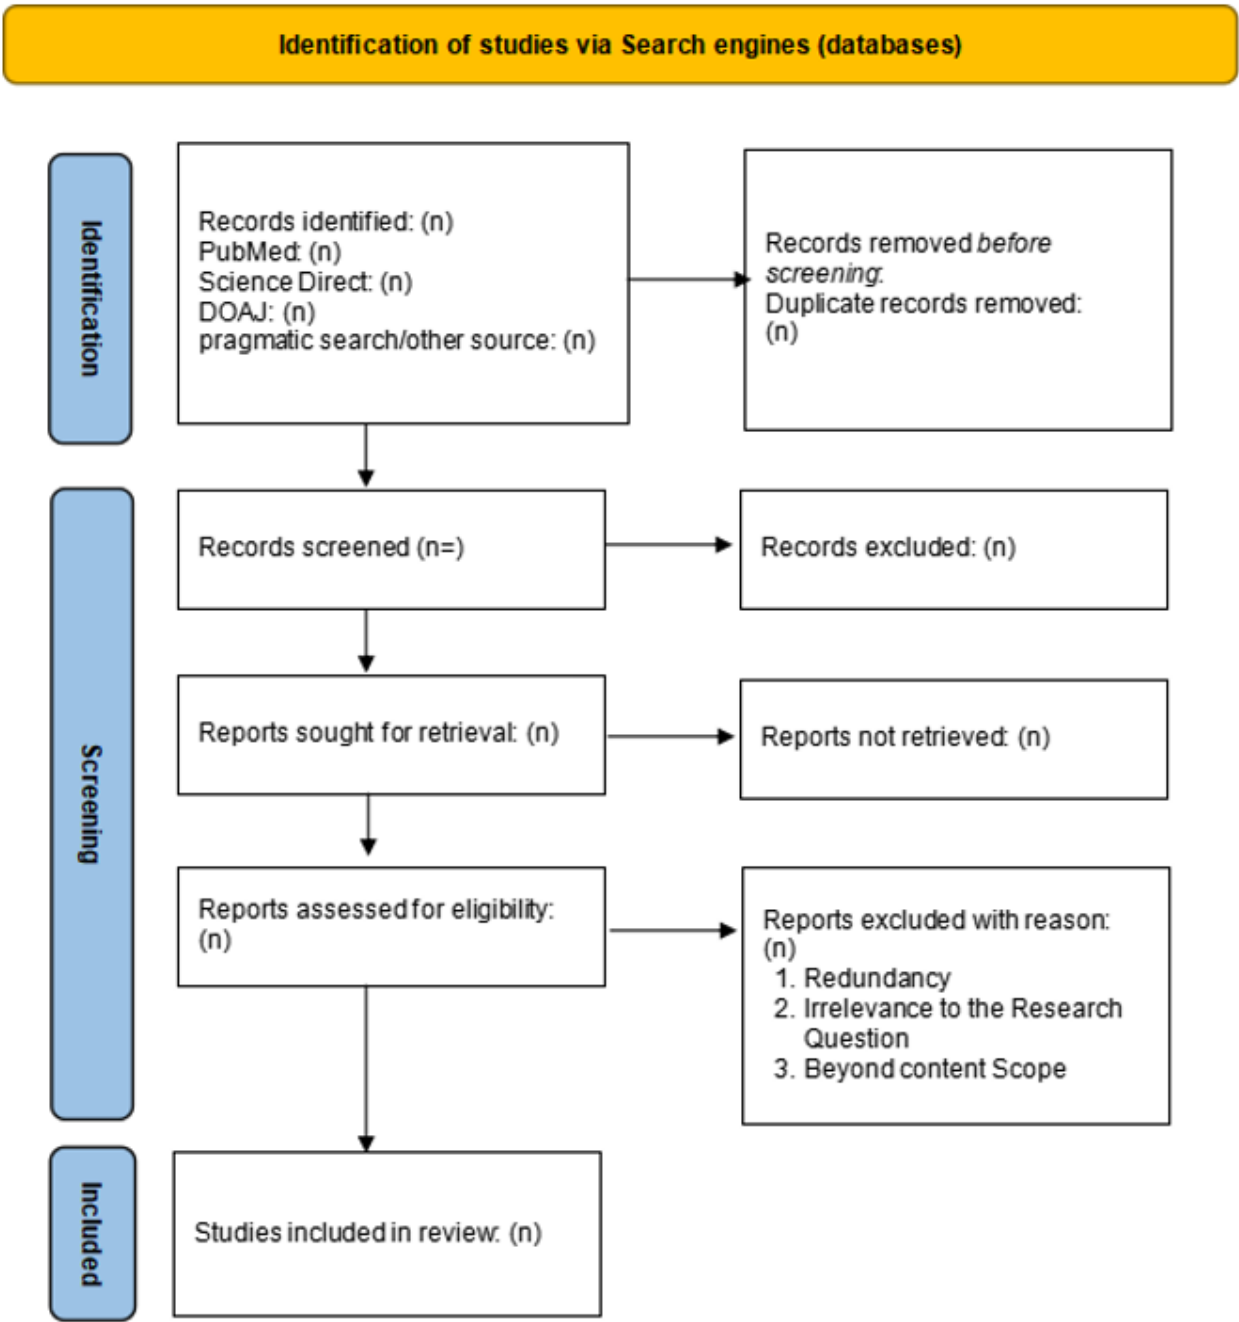 Identification of studies via Search engines (databases)
Identification
Records identified: (n)
PubMed: (n)
Science Direct: (n)
DOAJ: (n)
pragmatic search/other source: (n)
Records removed before
screening:
Duplicate records removed:
(n)
Screening
Records screened (n=)
Records excluded: (n)
Reports sought for retrieval: (n)
Reports not retrieved: (n)
Reports assessed for eligibility:
(n)
Reports excluded with reason:
(n)
1. Redundancy
2. Irrelevance to the Research
Question
3. Beyond content Scope
Included
Studies included in review: (n)